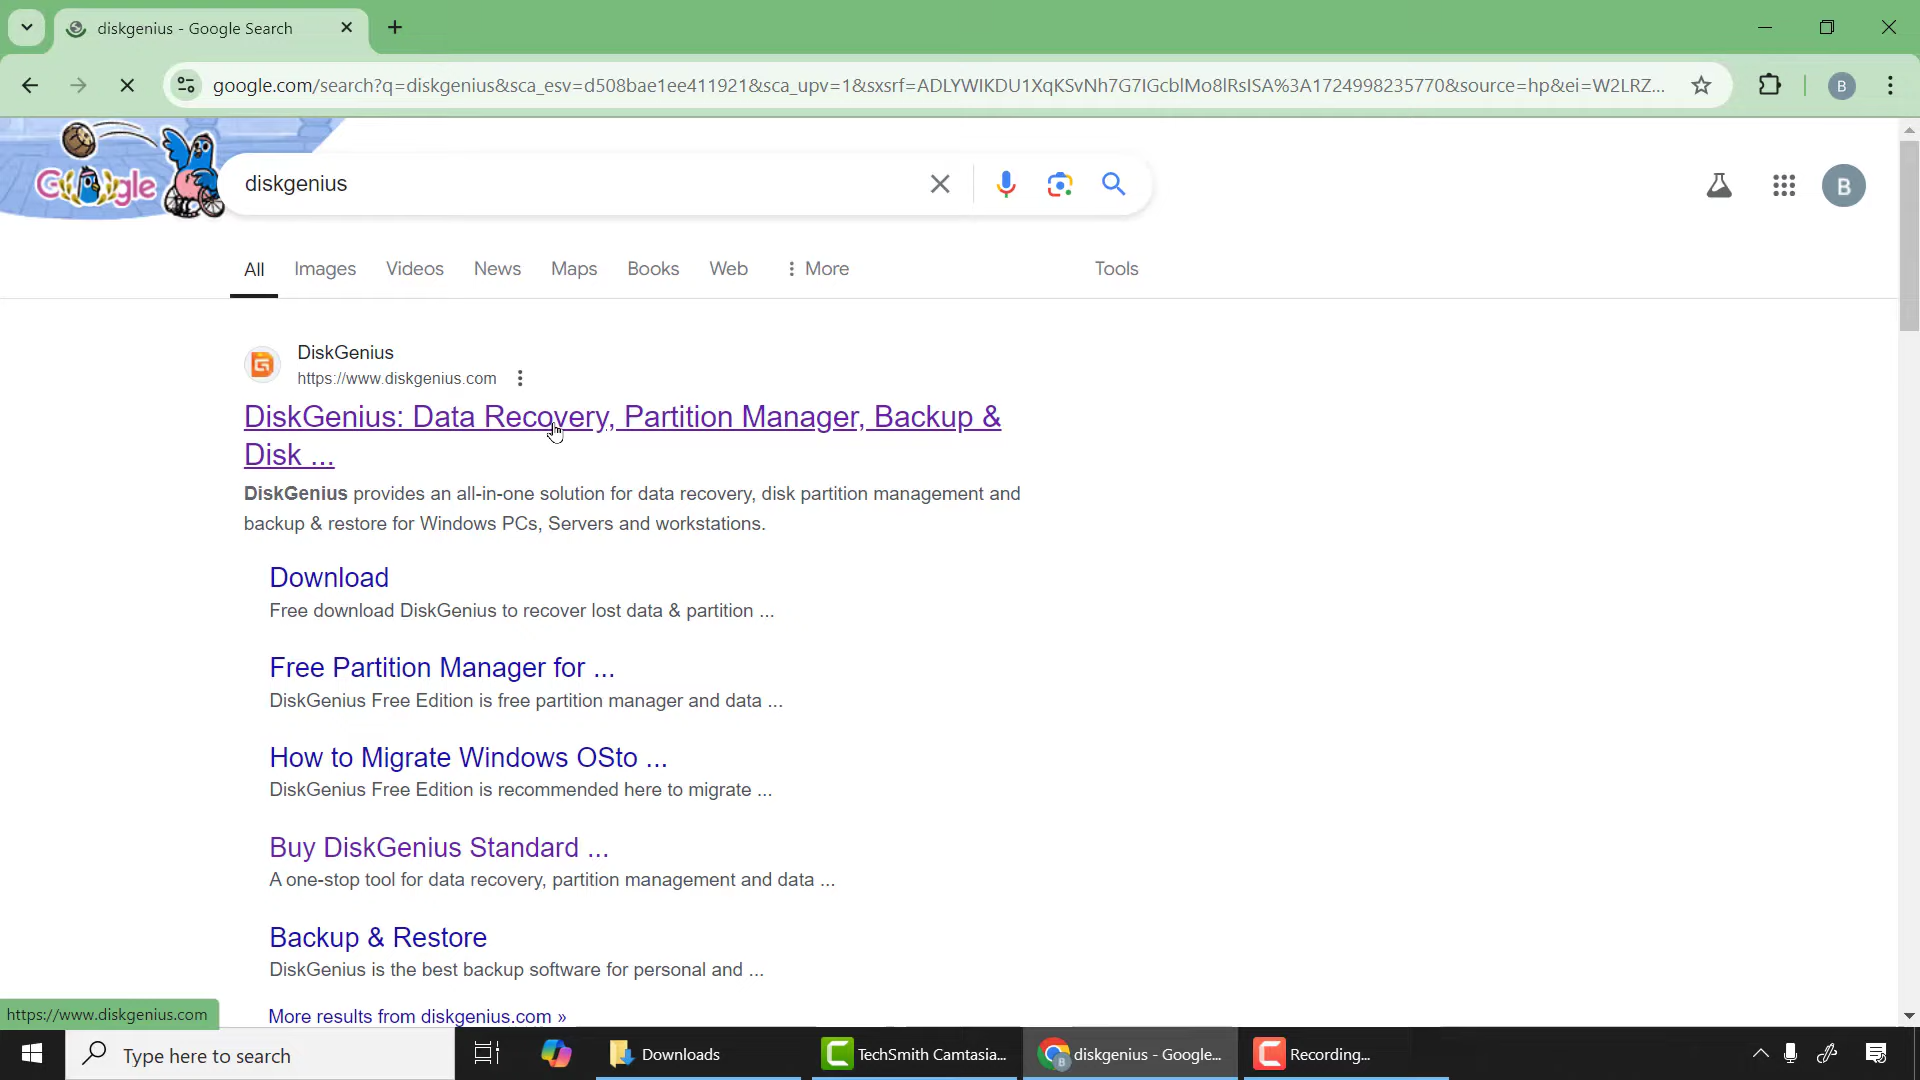 diskgenius - Google Search
google.com/search?q=diskgenius&sca_esv=d508bae1ee411921&sca_upv=1&sxsrf=ADLYWIKDU1XqKSvNh7G7IGcblMo8lRsISA%3A1724998235770&source=hp&ei=W2LRZ...
B
Google
diskgenius
B
All
Images
Videos
News
Maps
Books
Web
More
Tools
DiskGenius
https://www.diskgenius.com
DiskGenius: Data Recovery, Partition Manager, Backup &
Disk ...
DiskGenius provides an all-in-one solution for data recovery, disk partition management and
backup & restore for Windows PCs, Servers and workstations.
Download
Free download DiskGenius to recover lost data & partition ...
Free Partition Manager for ...
DiskGenius Free Edition is free partition manager and data ...
How to Migrate Windows OSto ...
DiskGenius Free Edition is recommended here to migrate ...
Buy DiskGenius Standard ...
A one-stop tool for data recovery, partition management and data ...
Backup & Restore
DiskGenius is the best backup software for personal and ...
More results from diskgenius.com »
https://www.diskgenius.com
Type here to search
Downloads
TechSmith Camtasia...
B
diskgenius - Google...
Recording...